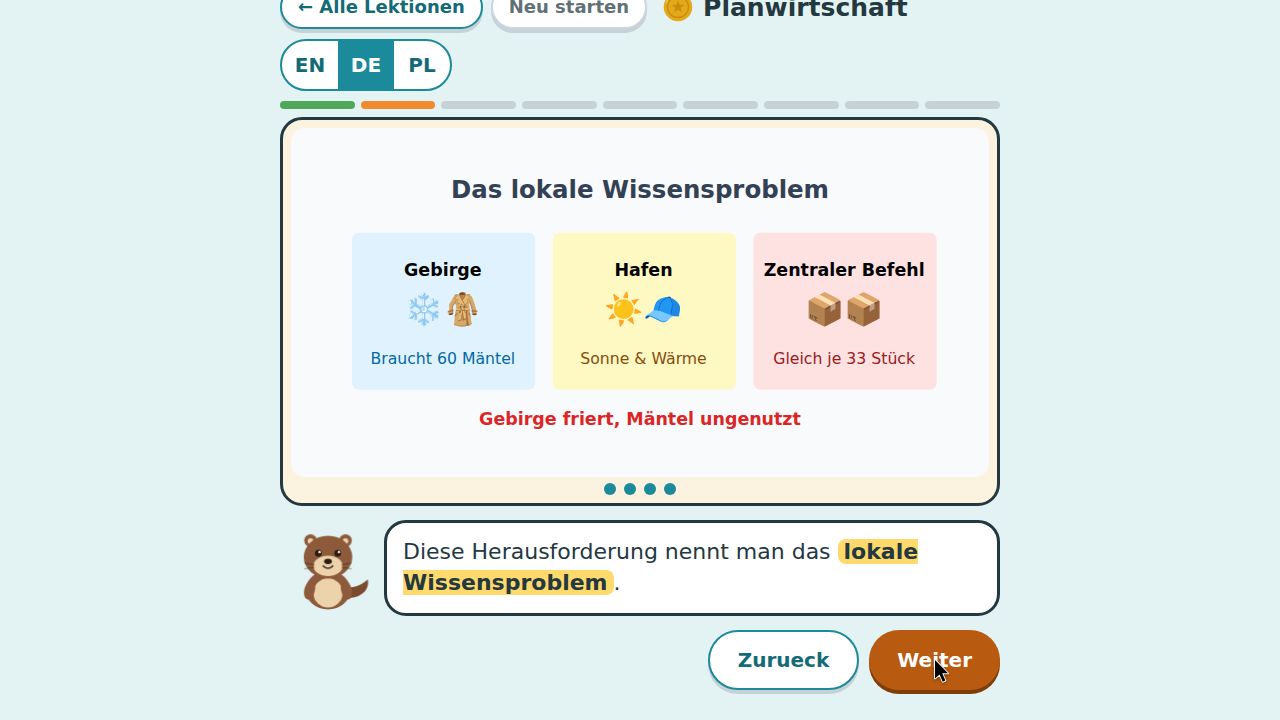 ← Alle Lektionen
Neu starten
Planwirtschaft
EN DE PL
Das lokale Wissensproblem
Gebirge
Braucht 60 Mäntel
Hafen
Sonne & Wärme
Zentraler Befehl
Gleich je 33 Stück
Gebirge friert, Mäntel ungenutzt
Diese Herausforderung nennt man das lokale
Wissensproblem.
Zurueck
Weiter